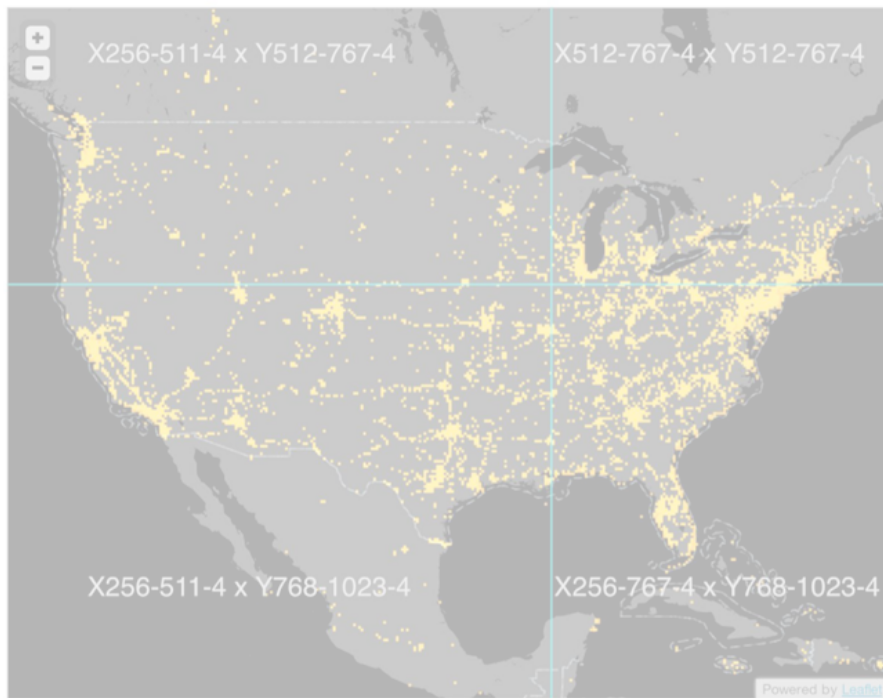 +
X256-511-4 x Y512-767-4
X512-767-4 x Y512-767-4
−
X256-511-4 x Y768-1023-4
X256-767-4 x Y768-1023-4
Powered by Leaflet